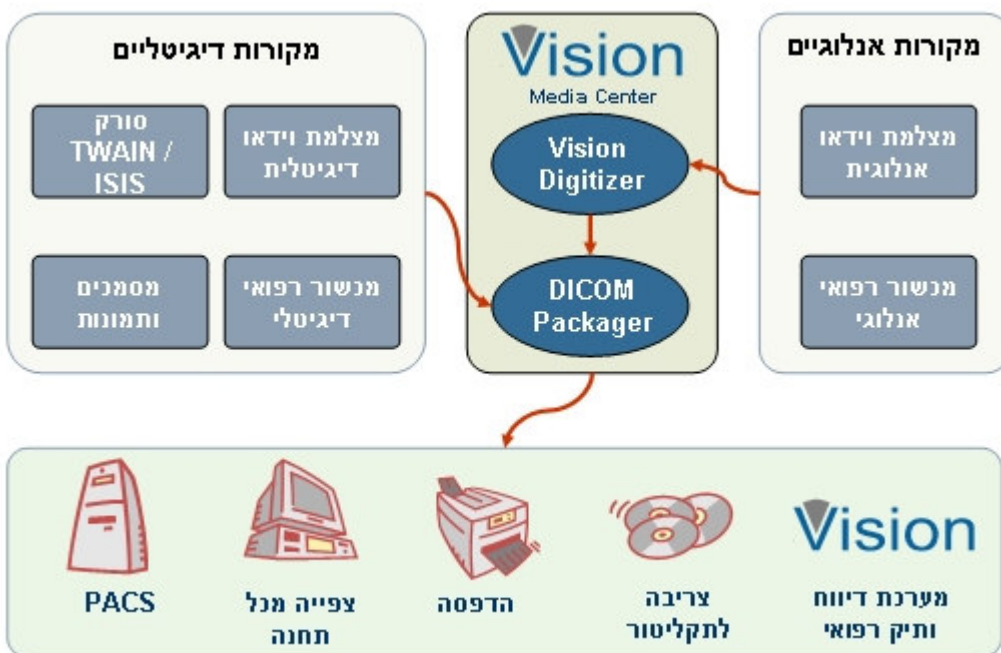 מקורות אנלוגיים
מצלמת וידאו
אנלוגית
מכשור רפואי
אנלוגי
Vision
Media Center
Vision
Digitizer
DICOM
Packager
מקורות דיגיטליים
מצלמת וידאו
דיגיטלית
סורק
TWAIN /
ISIS
מכשור רפואי
דיגיטלי
מסמכים
ותמונות
Vision
מערכת דיווח
ותיק רפואי
צריבה
לתקליטור
הדפסה
צפייה מכל
תחנה
PACS